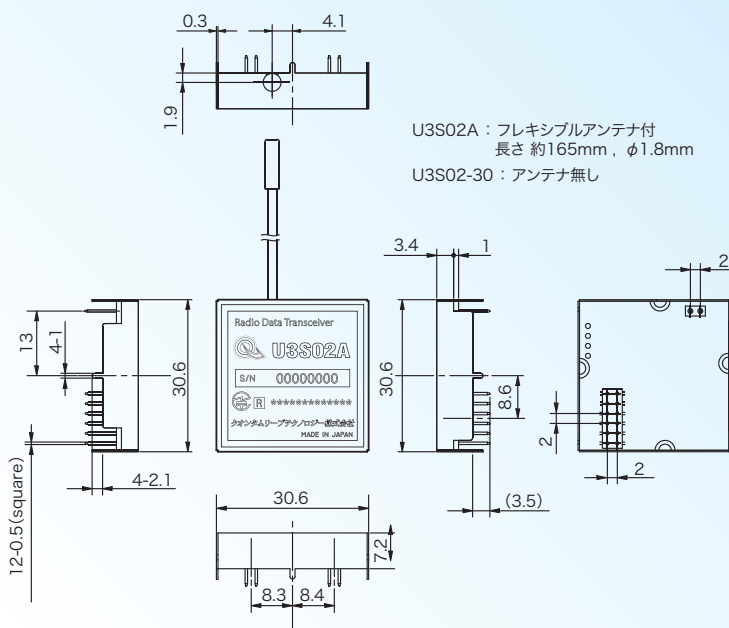 0.3
4.1
1.9
U3S02A : フレキシブルアンテナ付
長さ 約165mm , φ1.8mm
U3S02-30 : アンテナ無し
3.4
1
2
13
4-1
30.6
Radio Data Transceiver
U3S02A
S/N 00000000
R *************
クオンタムリープテクノロジー株式会社
MADE IN JAPAN
30.6
8.6
2
2
4-2.1
(3.5)
12-0.5(square)
30.6
7.2
8.3
8.4